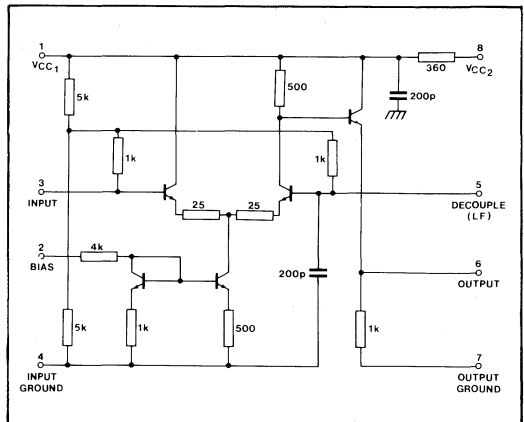 1
VCC1
8
VCC2
360
500
5k
200p
1k
1k
3
INPUT
5
DECOUPLE
(LF)
25
25
2
BIAS
4k
200p
6
OUTPUT
5k
1k
500
1k
4
INPUT
GROUND
7
OUTPUT
GROUND